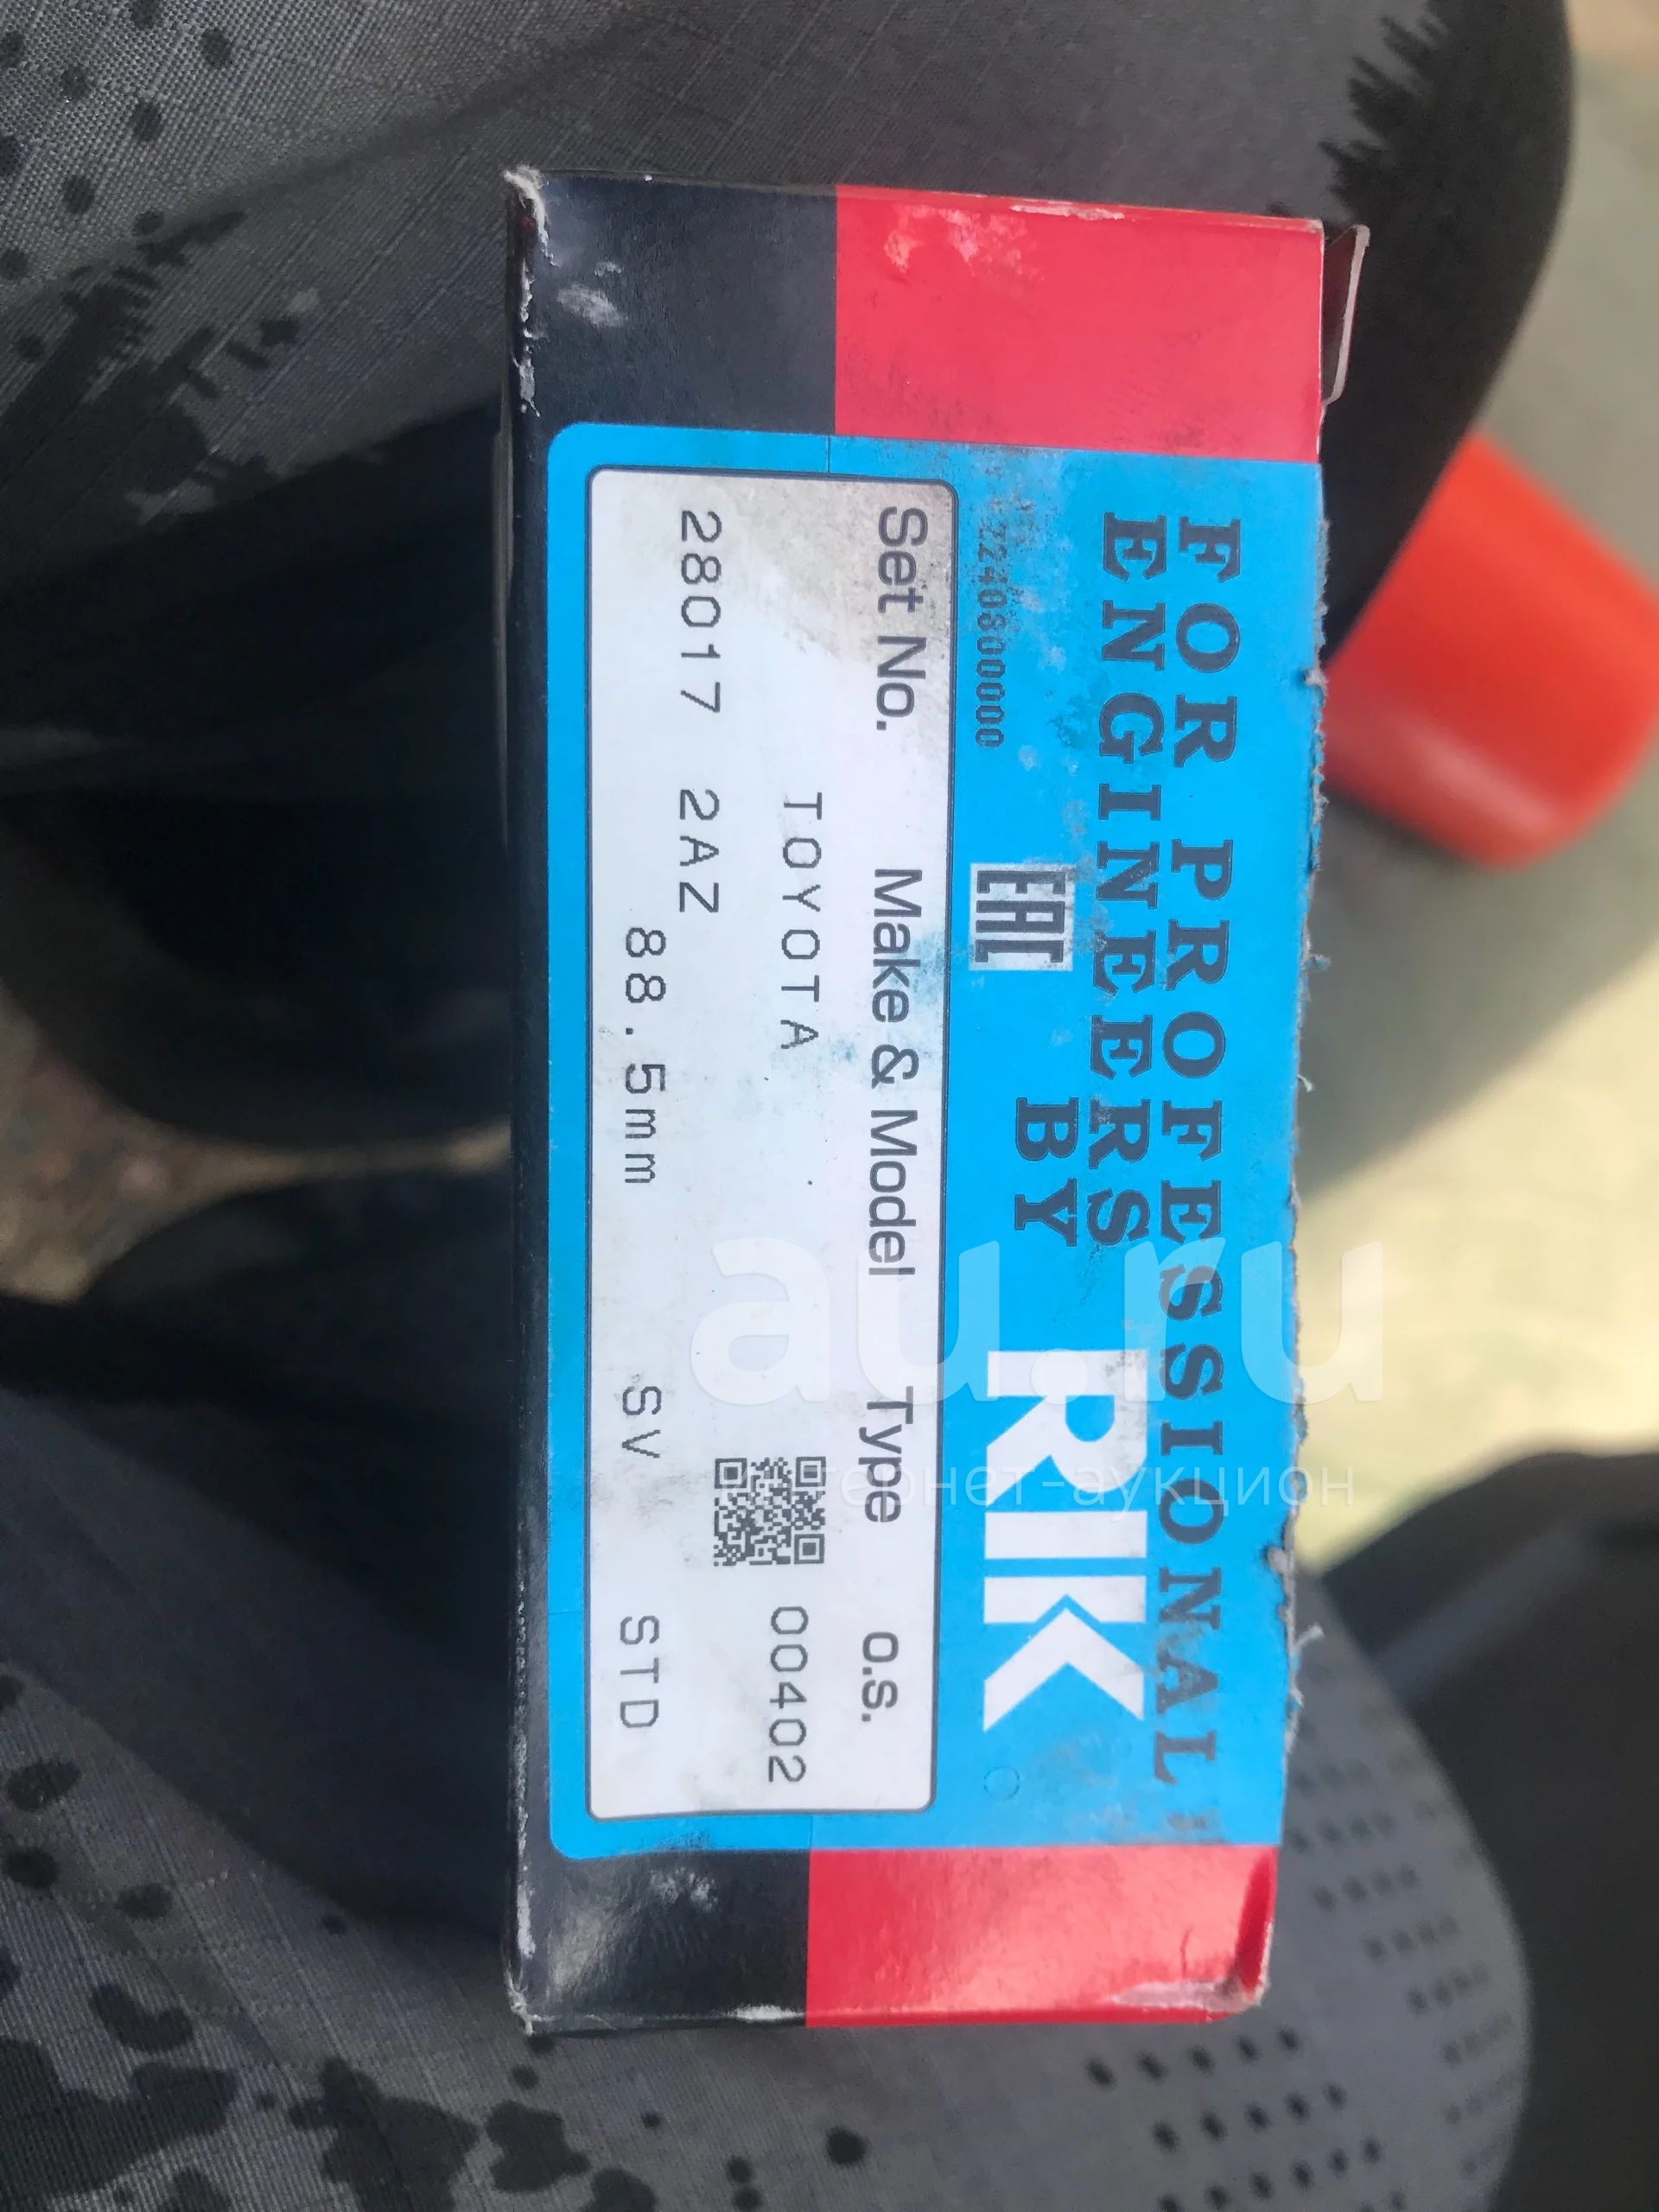 FOR PROFESSIONAL
ENGINEERS BY RIK
EAC
Set No. Make & Model Type O.S.
TOYOTA 00402
28017 2AZ
88.5mm SV STD
au.ru
интернет-аукцион